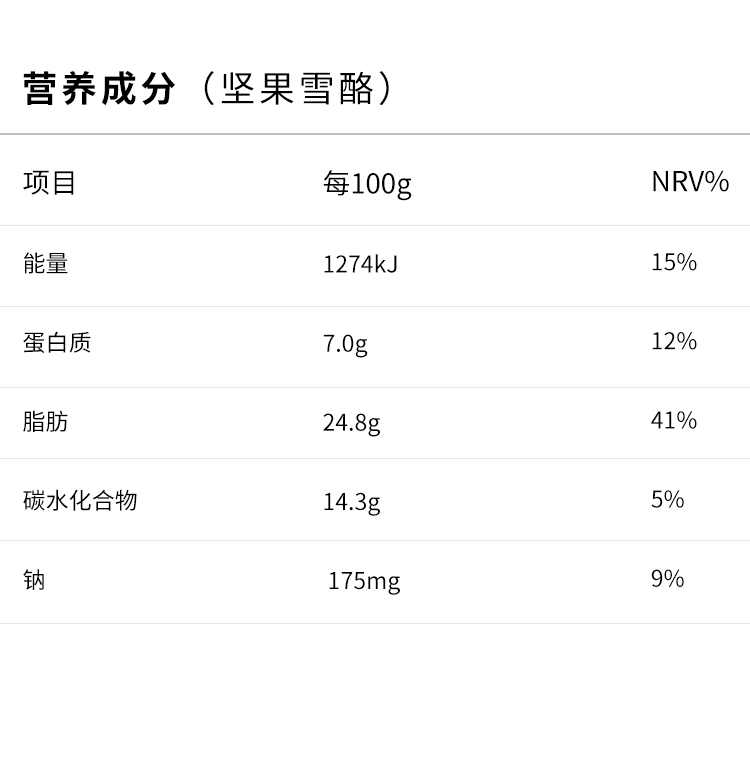 营养成分（坚果雪酪）
项目 每100g NRV%
能量 1274kJ 15%
蛋白质 7.0g 12%
脂肪 24.8g 41%
碳水化合物 14.3g 5%
钠 175mg 9%